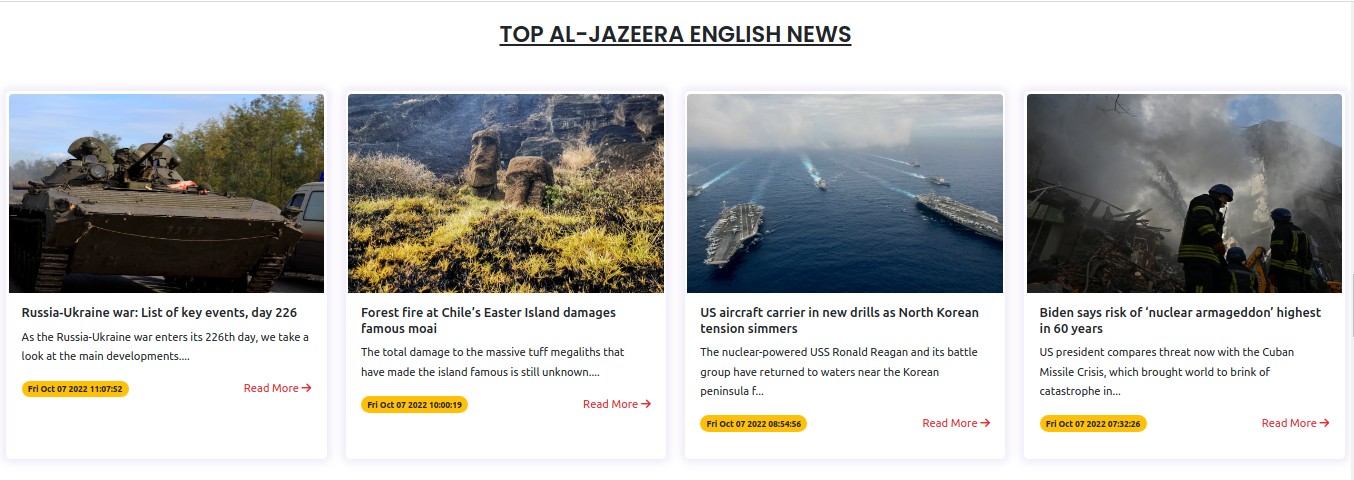 TOP AL-JAZEERA ENGLISH NEWS
Russia-Ukraine war: List of key events, day 226
As the Russia-Ukraine war enters its 226th day, we take a
look at the main developments....
Fri Oct 07 2022 11:07:52
Read More →
Forest fire at Chile’s Easter Island damages
famous moai
The total damage to the massive tuff megaliths that
have made the island famous is still unknown....
Fri Oct 07 2022 10:00:19
Read More →
US aircraft carrier in new drills as North Korean
tension simmers
The nuclear-powered USS Ronald Reagan and its battle
group have returned to waters near the Korean
peninsula f...
Fri Oct 07 2022 08:54:56
Read More →
Biden says risk of ‘nuclear armageddon’ highest
in 60 years
US president compares threat now with the Cuban
Missile Crisis, which brought world to brink of
catastrophe in...
Fri Oct 07 2022 07:32:26
Read More →